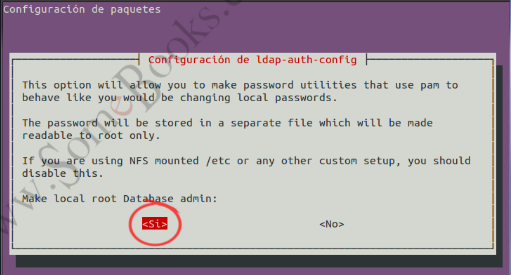 Configuración de paquetes
Configuración de ldap-auth-config
This option will allow you to make password utilities that use pam to
behave like you would be changing local passwords.
The password will be stored in a separate file which will be made
readable to root only.
If you are using NFS mounted /etc or any other custom setup, you should
disable this.
Make local root Database admin:
<Sí> <No>
www.SomeBooks.es